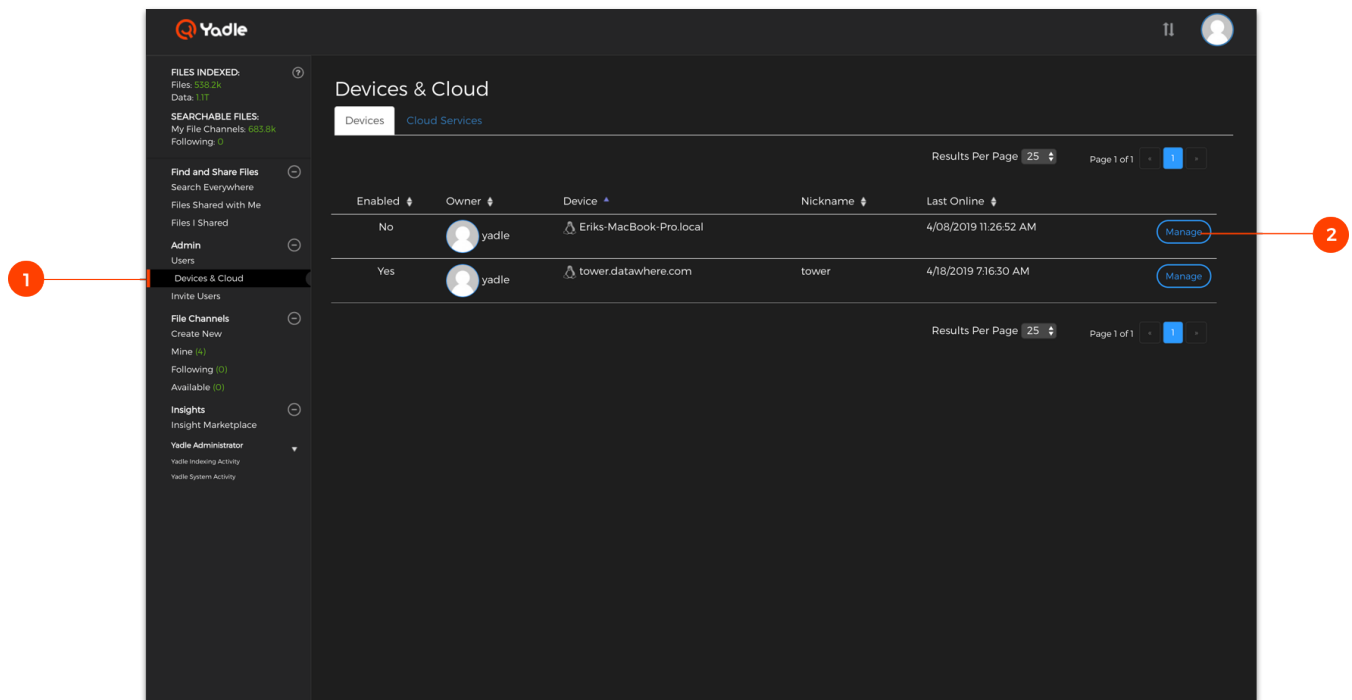 Yadle
FILES INDEXED:
Files: 538.2k
Data: 1.1T
SEARCHABLE FILES:
My File Channels: 683.8k
Following: 0
Find and Share Files
Search Everywhere
Files Shared with Me
Files I Shared
Admin
Users
Devices & Cloud
Invite Users
File Channels
Create New
Mine (4)
Following (0)
Available (0)
Insights
Insight Marketplace
Yadle Administrator
Yadle Indexing Activity
Yadle System Activity
1
Devices & Cloud
Devices Cloud Services
Results Per Page 25 Page 1 of 1 « 1 »
Enabled Owner Device Nickname Last Online
No yadle Eriks-MacBook-Pro.local 4/08/2019 11:26:52 AM Manage
2
Yes yadle tower.datawhere.com tower 4/18/2019 7:16:30 AM Manage
Results Per Page 25 Page 1 of 1 « 1 »